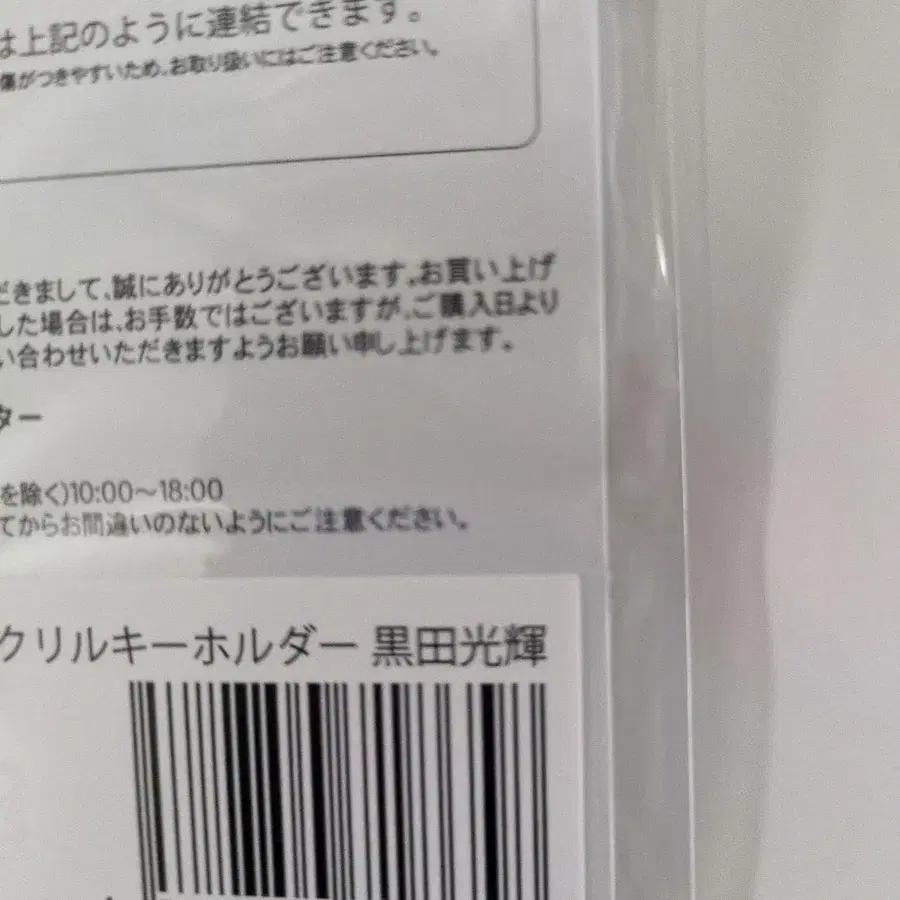 は上記のように連結できます。
傷がつきやすいため、お取り扱いにはご注意ください。
だきまして、誠にありがとうございます。お買い上げ
した場合は、お手数ではございますが、ご購入日より
い合わせいただきますようお願い申し上げます。
ター
を除く)10:00～18:00
てからお間違いのないようにご注意ください。
クリルキーホルダー 黒田光輝